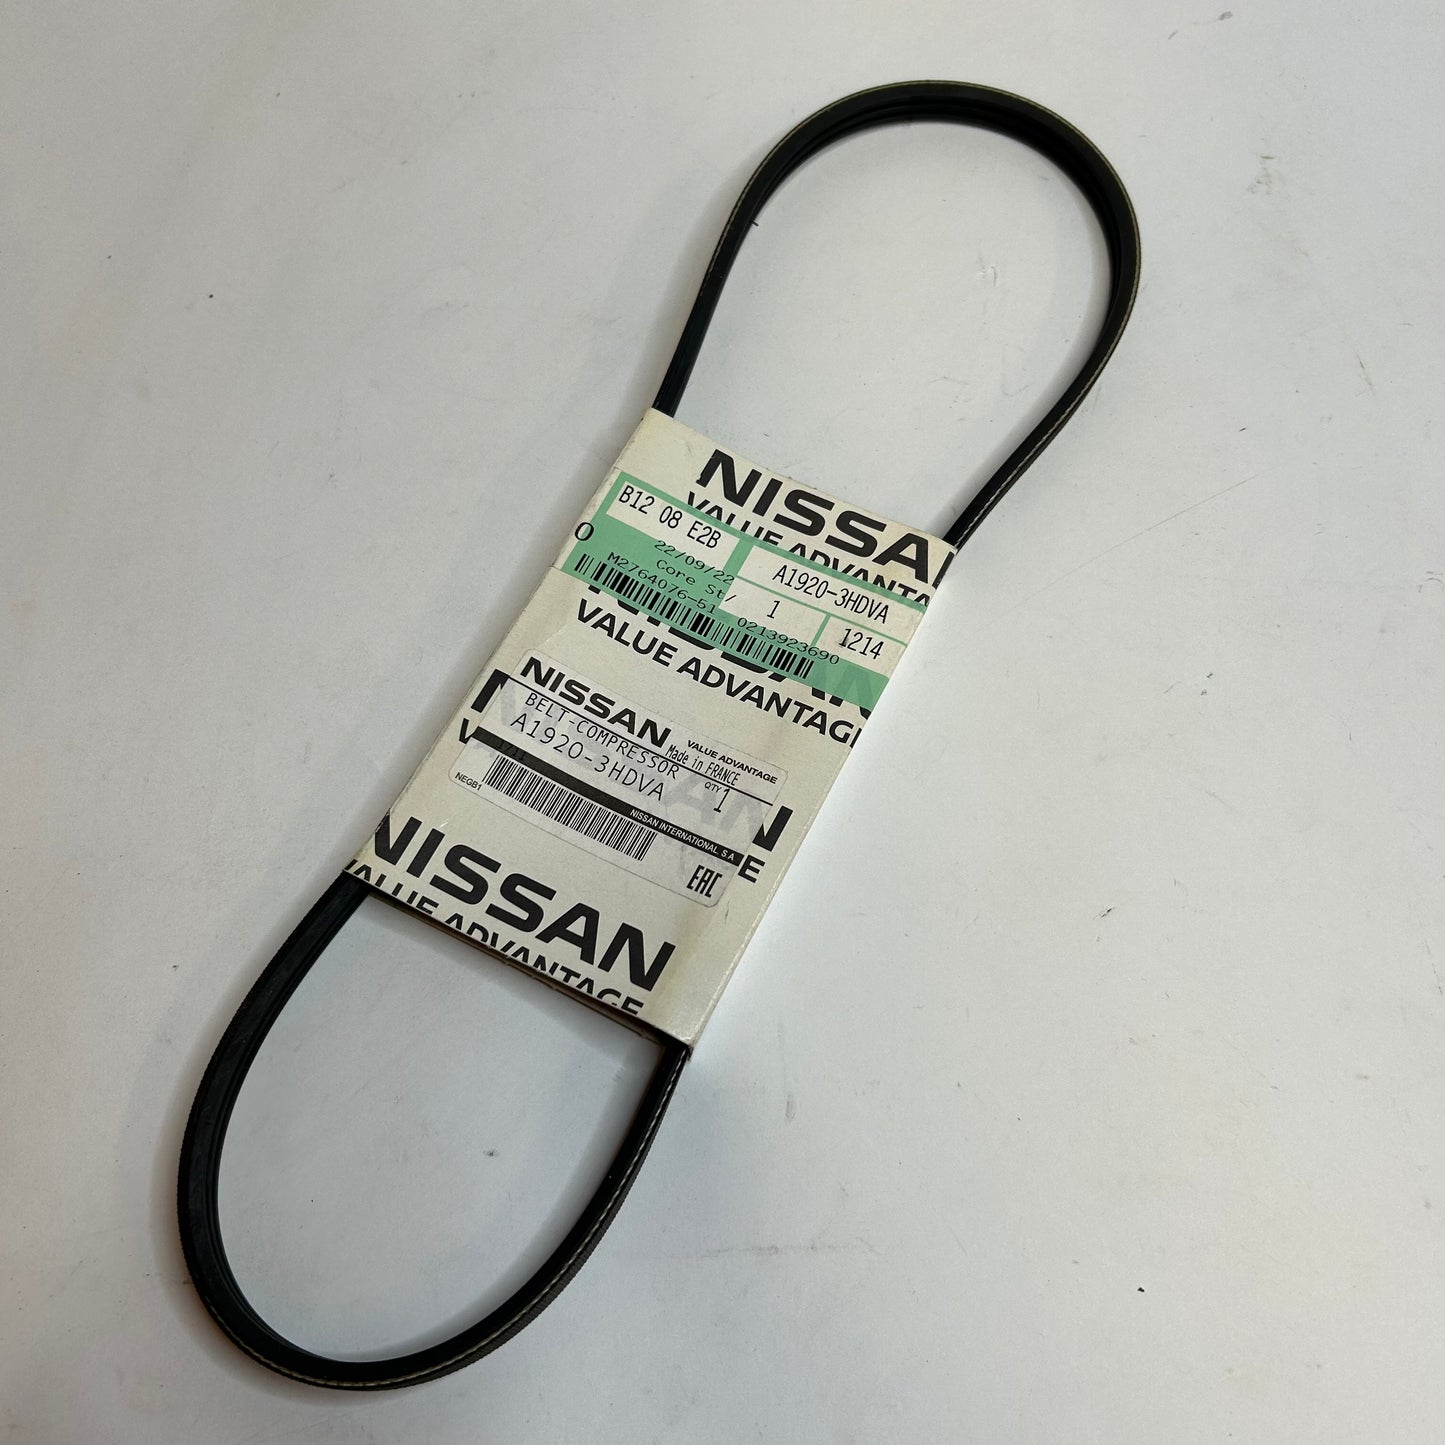 NISSAN
VALUE ADVANTAGE
B12 08 E2B
A1920-3HDVA
0
22/09/22
Core St/
1
1214
M2764076-51 0213923690
NISSAN
VALUE ADVANTAGE
NISSAN
VALUE ADVANTAGE
BELT-COMPRESSOR
Made in FRANCE
A1920-3HDVA
QTY 1
NEGB1
NISSAN INTERNATIONAL S A
EAC
NISSAN
VALUE ADVANTAGE